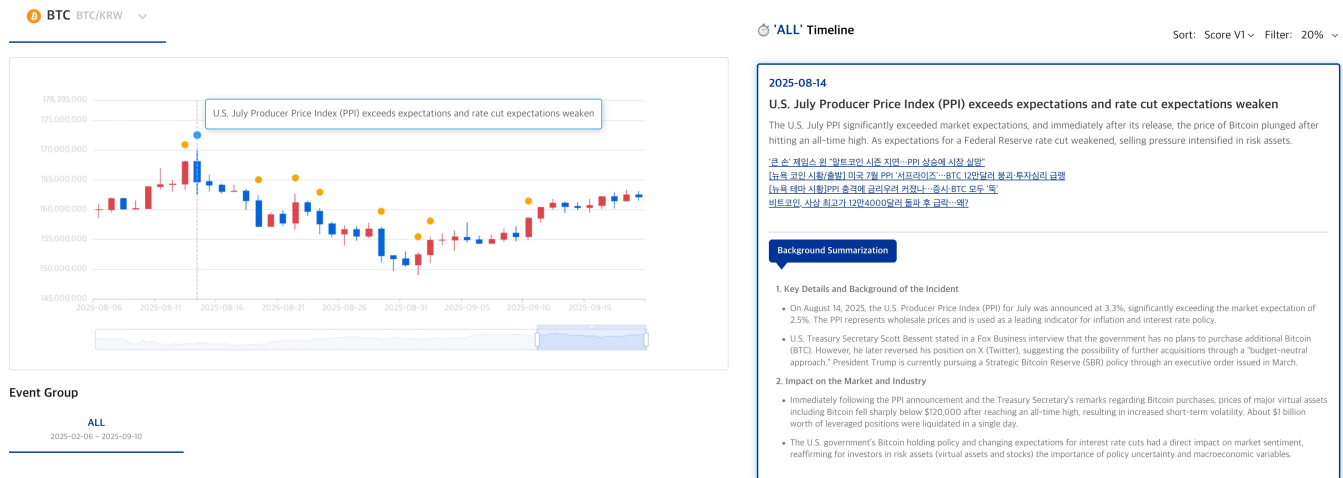 BTC BTC/KRW
178,395,000
175,000,000
170,000,000
165,000,000
160,000,000
155,000,000
150,000,000
145,000,000
U.S. July Producer Price Index (PPI) exceeds expectations and rate cut expectations weaken
2025-08-06 2025-08-11 2025-08-16 2025-08-21 2025-08-26 2025-08-31 2025-09-10 2025-09-15
Event Group
ALL
2025-02-06 ~ 2025-09-10
'ALL' Timeline
Sort: Score V1 Filter: 20%
2025-08-14
U.S. July Producer Price Index (PPI) exceeds expectations and rate cut expectations weaken
The U.S. July PPI significantly exceeded market expectations, and immediately after its release, the price of Bitcoin plunged after
hitting an all-time high. As expectations for a Federal Reserve rate cut weakened, selling pressure intensified in risk assets.
'큰 손' 제임스 윈 "알트코인 시즌 지연…PPI 상승에 시장 실망"
[뉴욕 코인 시황/출발] 미국 7월 PPI '서프라이즈'…BTC 12만달러 붕괴·투자심리 급랭
[뉴욕 테마 시황]PPI 충격에 금리우려 커졌나…증시·BTC 모두 '뚝'
비트코인, 사상 최고가 12만4000달러 돌파 후 급락…왜?
Background Summarization
1. Key Details and Background of the Incident
• On August 14, 2025, the U.S. Producer Price Index (PPI) for July was announced at 3.3%, significantly exceeding the market expectation of
2.5%. The PPI represents wholesale prices and is used as a leading indicator for inflation and interest rate policy.
• U.S. Treasury Secretary Scott Bessent stated in a Fox Business interview that the government has no plans to purchase additional Bitcoin
(BTC). However, he later reversed his position on X (Twitter), suggesting the possibility of further acquisitions through a "budget-neutral
approach." President Trump is currently pursuing a Strategic Bitcoin Reserve (SBR) policy through an executive order issued in March.
2. Impact on the Market and Industry
• Immediately following the PPI announcement and the Treasury Secretary's remarks regarding Bitcoin purchases, prices of major virtual assets
including Bitcoin fell sharply below $120,000 after reaching an all-time high, resulting in increased short-term volatility. About $1 billion
worth of leveraged positions were liquidated in a single day.
• The U.S. government's Bitcoin holding policy and changing expectations for interest rate cuts had a direct impact on market sentiment,
reaffirming for investors in risk assets (virtual assets and stocks) the importance of policy uncertainty and macroeconomic variables.